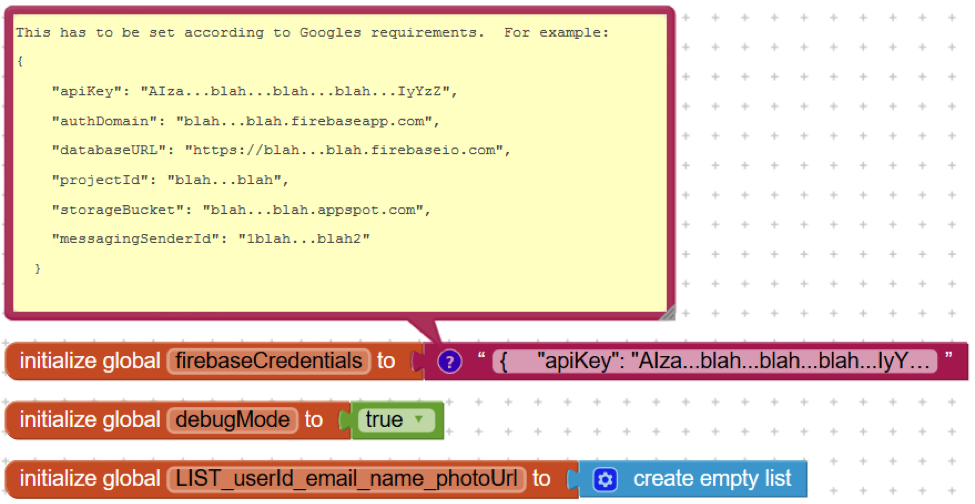 This has to be set according to Googles requirements.  For example:
{
    "apiKey": "AIza...blah...blah...blah...IyYzZ",
    "authDomain": "blah...blah.firebaseapp.com",
    "databaseURL": "https://blah...blah.firebaseio.com",
    "projectId": "blah...blah",
    "storageBucket": "blah...blah.appspot.com",
    "messagingSenderId": "1blah...blah2"
  }
initialize global firebaseCredentials to ? “ {    "apiKey": "AIza...blah...blah...blah...IyY… ”
initialize global debugMode to true
initialize global LIST_userId_email_name_photoUrl to create empty list